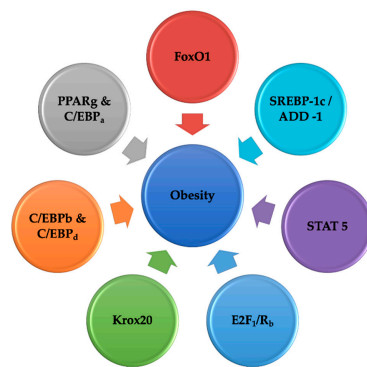 FoxO1
PPARg &
C/EBPa
SREBP-1c /
ADD -1
Obesity
C/EBPb &
C/EBPd
STAT 5
Krox20
E2F1/Rb